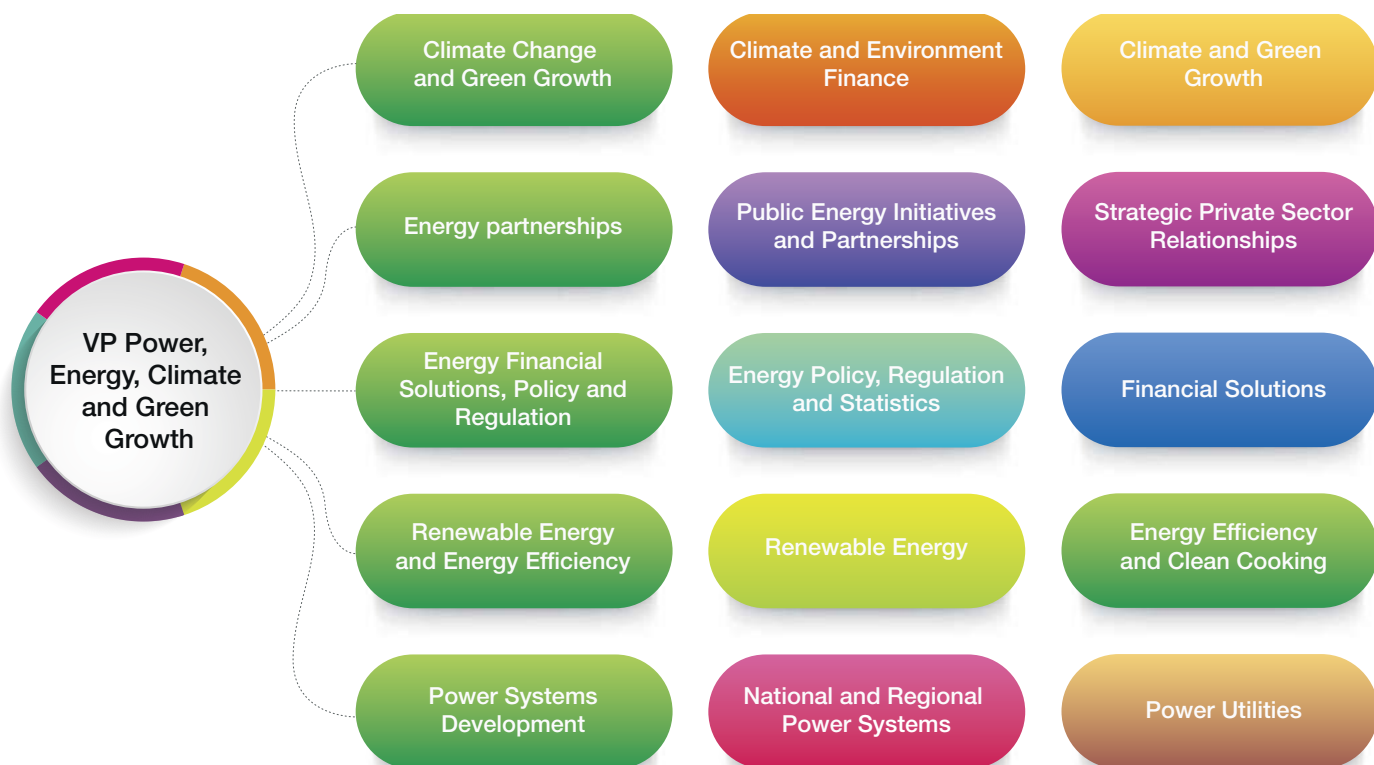 VP Power,
Energy, Climate
and Green
Growth
Climate Change
and Green Growth
Climate and Environment
Finance
Climate and Green
Growth
Energy partnerships
Public Energy Initiatives
and Partnerships
Strategic Private Sector
Relationships
Energy Financial
Solutions, Policy and
Regulation
Energy Policy, Regulation
and Statistics
Financial Solutions
Renewable Energy
and Energy Efficiency
Renewable Energy
Energy Efficiency
and Clean Cooking
Power Systems
Development
National and Regional
Power Systems
Power Utilities